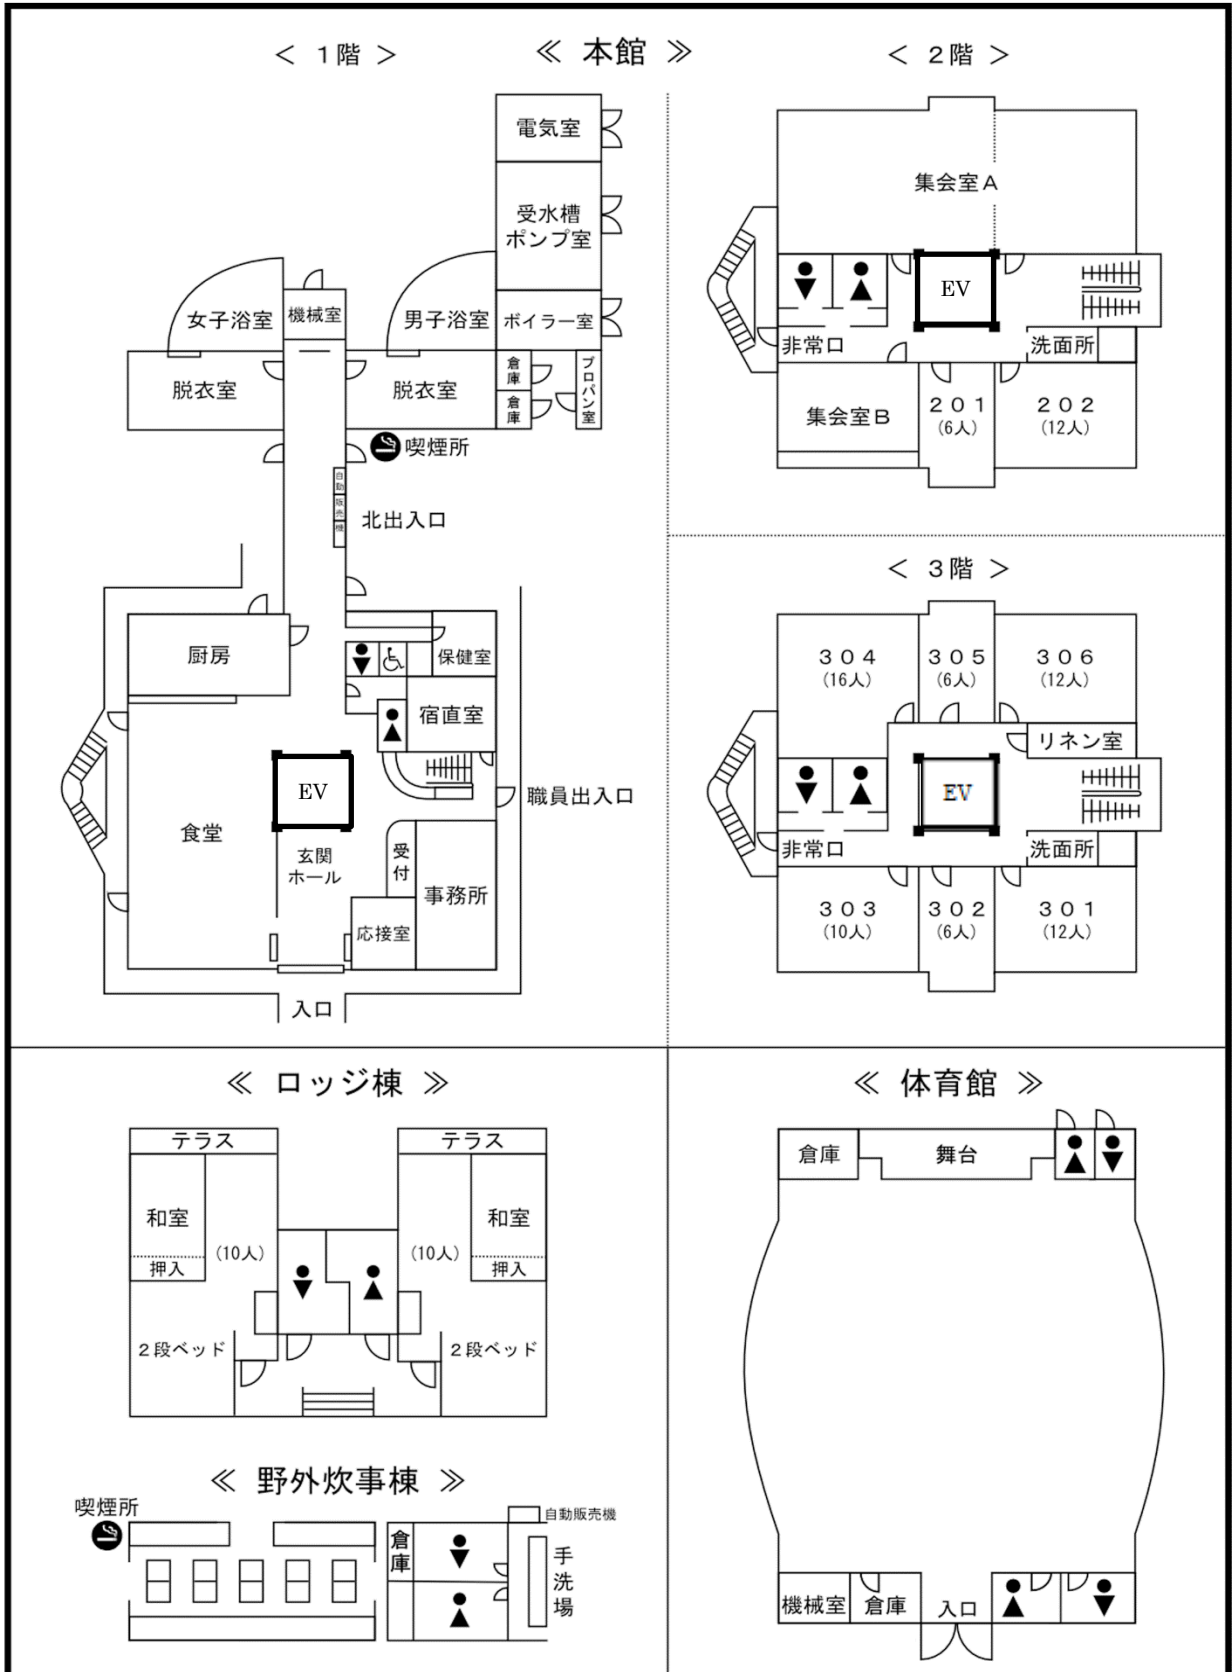 ≪ 本館 ≫
＜ １階 ＞
電気室
受水槽
ポンプ室
女子浴室
機械室
男子浴室
ボイラー室
脱衣室
脱衣室
倉庫
倉庫
プロパン室
喫煙所
自動販売機
北出入口
厨房
保健室
宿直室
EV
職員出入口
食堂
玄関
ホール
受付
事務所
応接室
入口
＜ ２階 ＞
集会室Ａ
EV
非常口
洗面所
集会室Ｂ
２０１
(6人)
２０２
(12人)
＜ ３階 ＞
３０４
(16人)
３０５
(6人)
３０６
(12人)
リネン室
EV
非常口
洗面所
３０３
(10人)
３０２
(6人)
３０１
(12人)
≪ ロッジ棟 ≫
テラス
テラス
和室
和室
(10人)
(10人)
押入
押入
２段ベッド
２段ベッド
≪ 野外炊事棟 ≫
喫煙所
自動販売機
倉庫
手洗場
≪ 体育館 ≫
倉庫
舞台
機械室
倉庫
入口